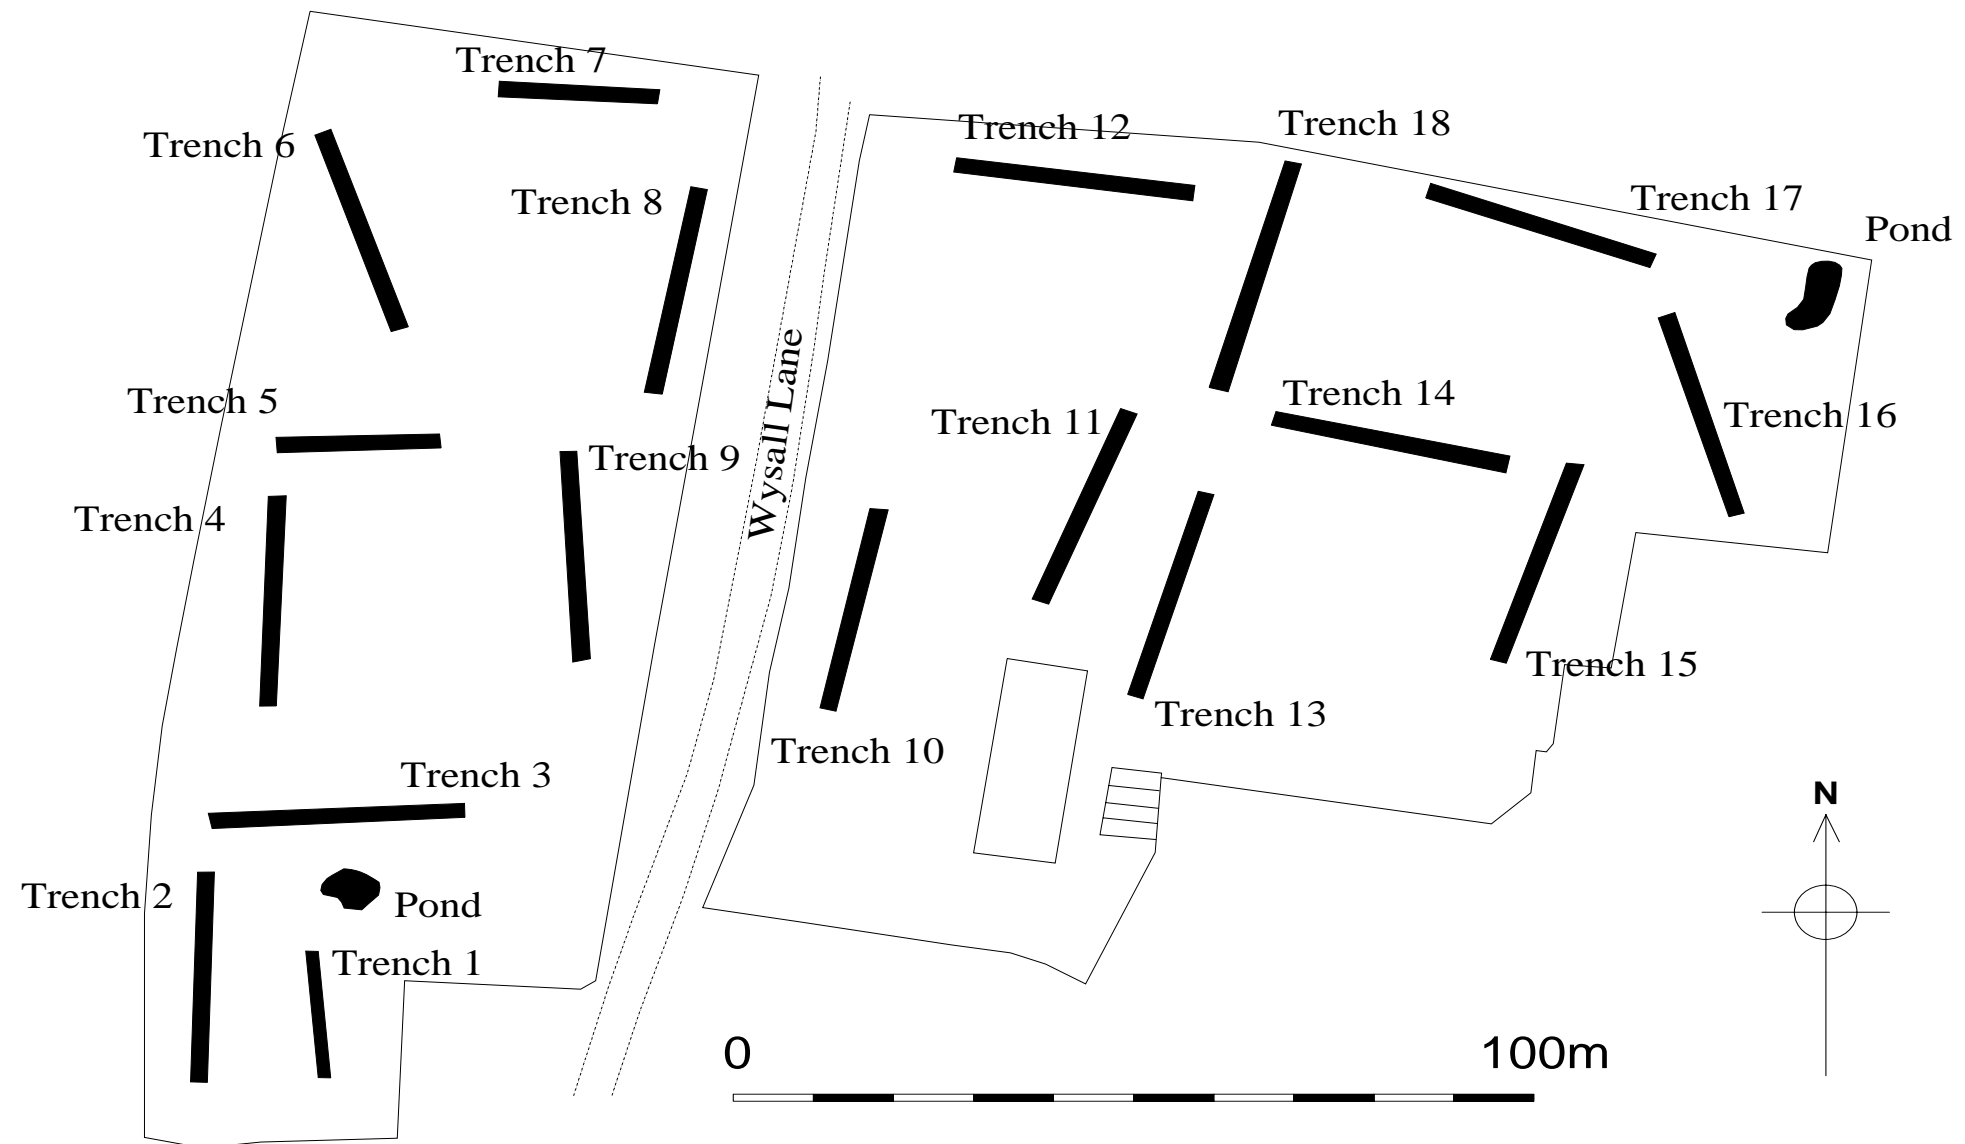 Trench 7
Trench 6
Trench 8
Trench 5
Trench 9
Trench 4
Trench 3
Trench 2
Pond
Trench 1
Wysall Lane
Trench 12
Trench 18
Trench 17
Pond
Trench 14
Trench 11
Trench 16
Trench 15
Trench 13
Trench 10
N
0 100m